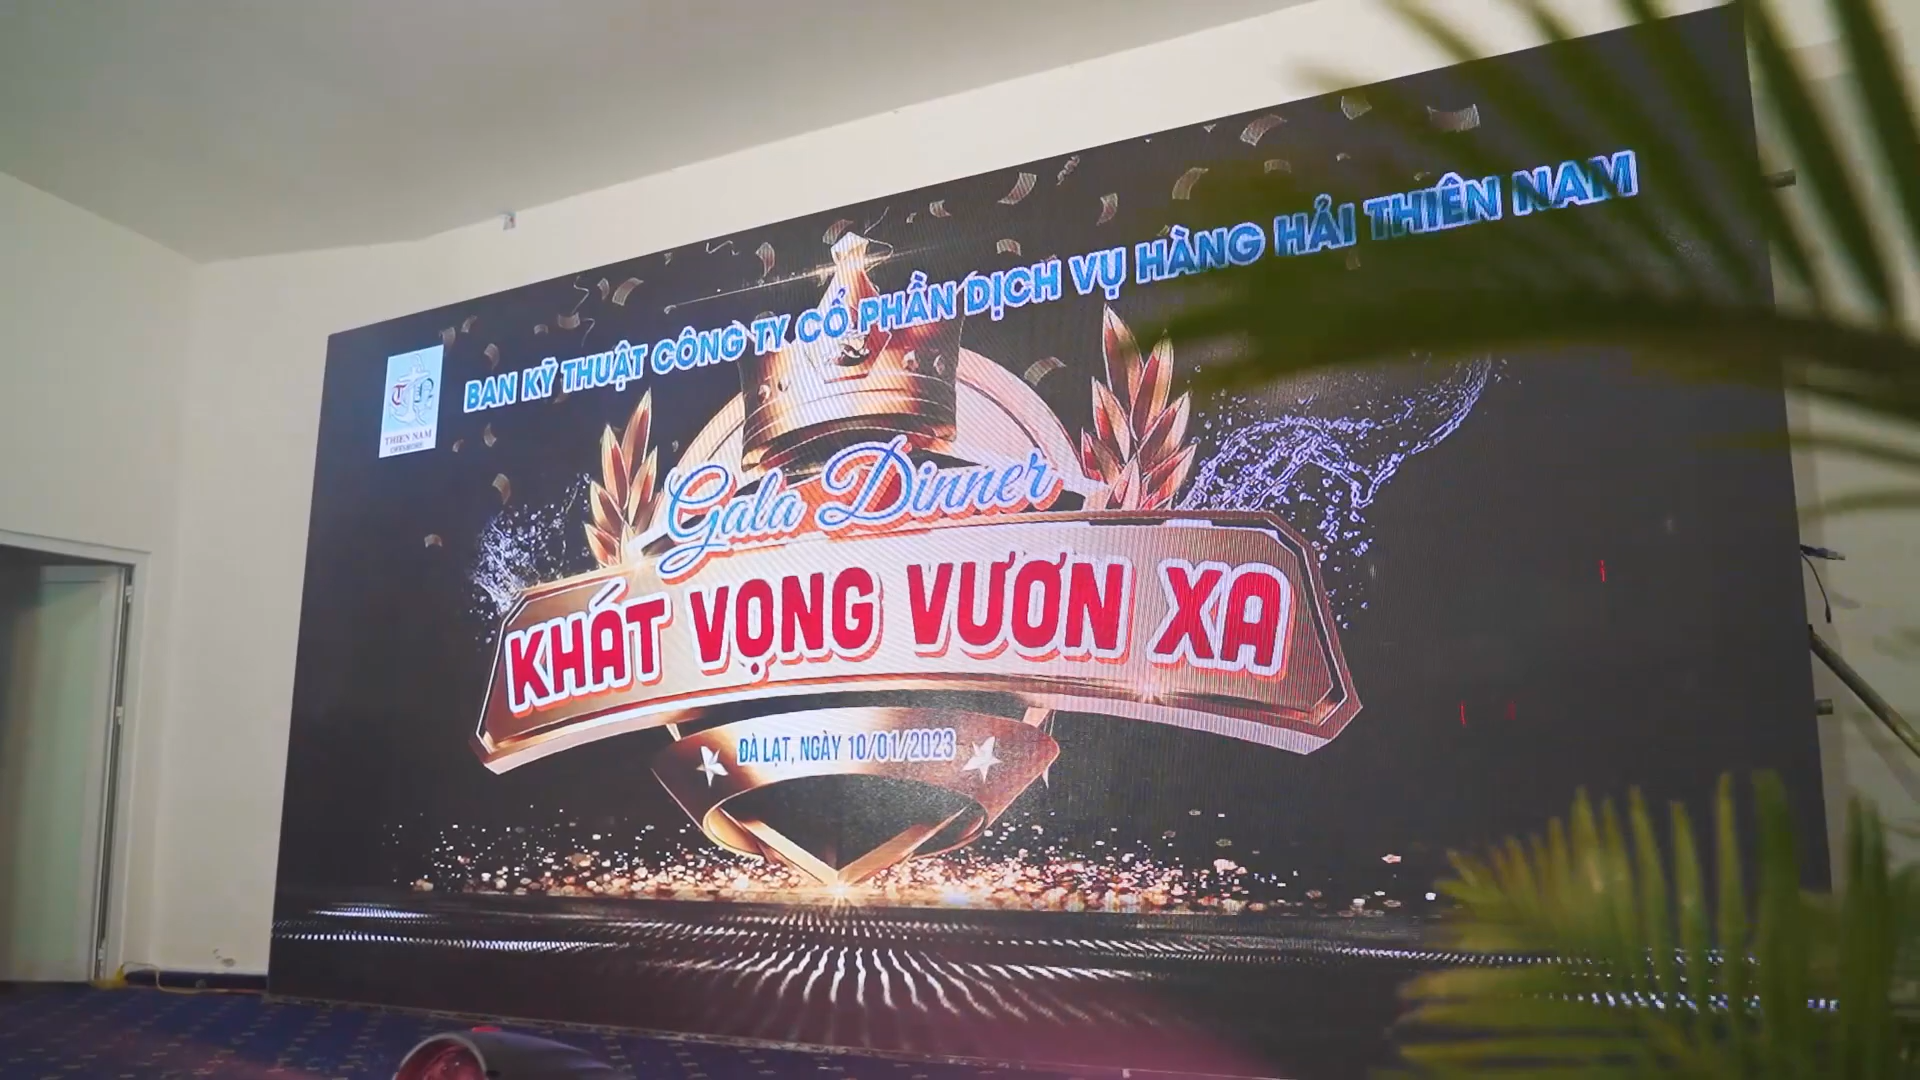 BAN KỸ THUẬT CÔNG TY CỔ PHẦN DỊCH VỤ HÀNG HẢI THIÊN NAM
THIEN NAM
OFFSHORE
Gala Dinner
KHÁT VỌNG VƯƠN XA
ĐÀ LẠT, NGÀY 10/01/2023